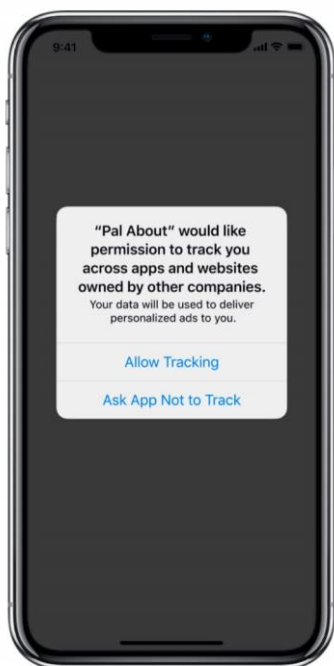 9:41
“Pal About” would like
permission to track you
across apps and websites
owned by other companies.
Your data will be used to deliver
personalized ads to you.
Allow Tracking
Ask App Not to Track